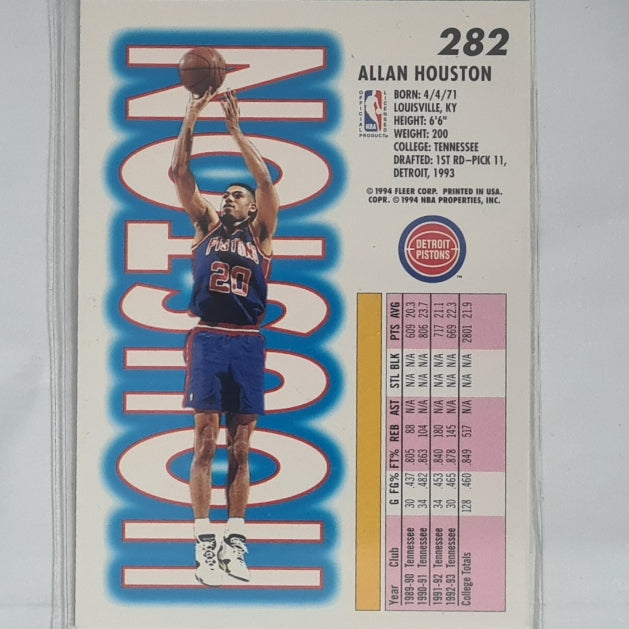 282
ALLAN HOUSTON
OFFICIAL LICENSED PRODUCT
NBA
BORN: 4/4/71
LOUISVILLE, KY
HEIGHT: 6'6"
WEIGHT: 200
COLLEGE: TENNESSEE
DRAFTED: 1ST RD–PICK 11,
DETROIT, 1993
© 1994 FLEER CORP. PRINTED IN USA.
COPR. © 1994 NBA PROPERTIES, INC.
DETROIT
PISTONS
TM
HOUSTON
PISTONS
20
Year Club G FG% FT% REB AST STL BLK PTS AVG
1989-90 Tennessee 30 .437 .805 88 N/A N/A N/A 609 20.3
1990-91 Tennessee 34 .482 .863 104 N/A N/A N/A 806 23.7
1991-92 Tennessee 34 .453 .840 180 N/A N/A N/A 717 21.1
1992-93 Tennessee 30 .465 .878 145 N/A N/A N/A 669 22.3
College Totals 128 .460 .849 517 N/A N/A N/A 2801 21.9